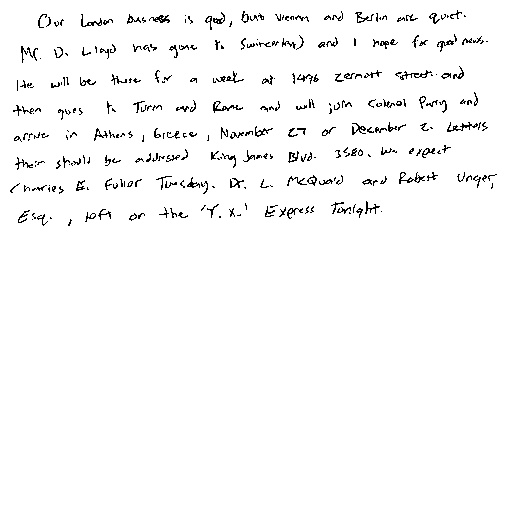 Our London business is good, but Vienna and Berlin are quiet.
Mr. D. Lloyd has gone to Switzerland and I hope for good news.
He will be there for a week at 1496 Zermott Street and
then goes to Turin and Rome and will join Colonel Parry and
arrive in Athens, Greece, November 27 or December 2. Letters
there should be addressed King James Blvd. 3580. We expect
Charles E. Fuller Tuesday. Dr. L. McQuaid and Robert Unger,
Esq., left on the 'Y.X.' Express Tonight.